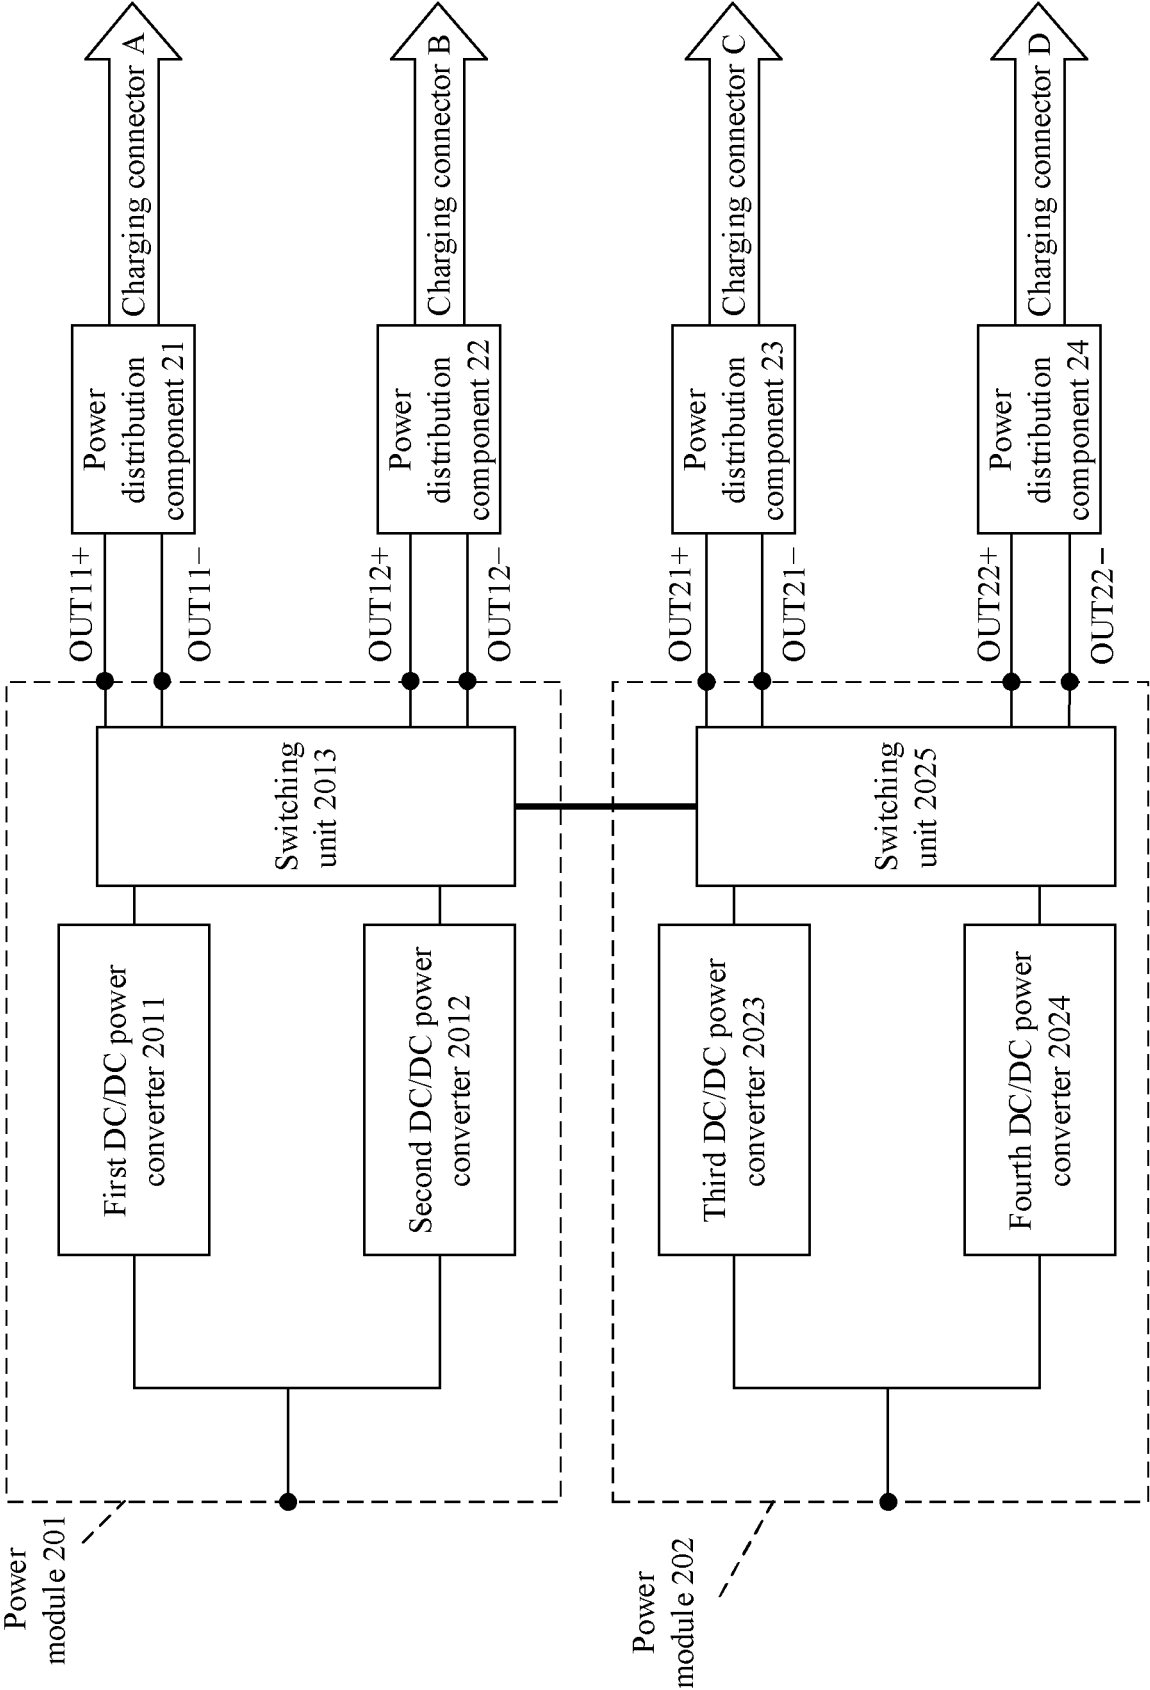 Power
module 201
First DC/DC power
converter 2011
Second DC/DC power
converter 2012
Switching
unit 2013
OUT11+
OUT11–
OUT12+
OUT12–
Power
distribution
component 21
Charging connector A
Power
distribution
component 22
Charging connector B
Power
module 202
Third DC/DC power
converter 2023
Fourth DC/DC power
converter 2024
Switching
unit 2025
OUT21+
OUT21–
OUT22+
OUT22–
Power
distribution
component 23
Charging connector C
Power
distribution
component 24
Charging connector D